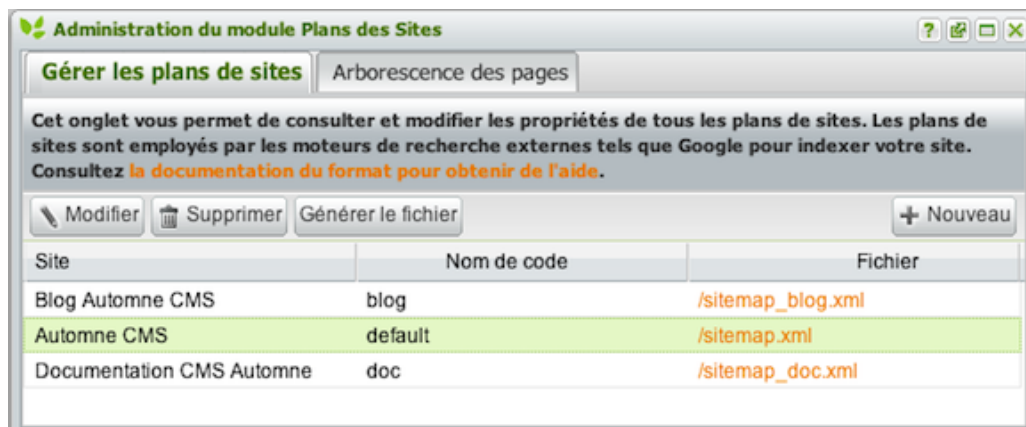 Administration du module Plans des Sites
?
Gérer les plans de sites Arborescence des pages
Cet onglet vous permet de consulter et modifier les propriétés de tous les plans de sites. Les plans de
sites sont employés par les moteurs de recherche externes tels que Google pour indexer votre site.
Consultez la documentation du format pour obtenir de l'aide.
Modifier Supprimer Générer le fichier Nouveau
Site Nom de code Fichier
Blog Automne CMS blog /sitemap_blog.xml
Automne CMS default /sitemap.xml
Documentation CMS Automne doc /sitemap_doc.xml